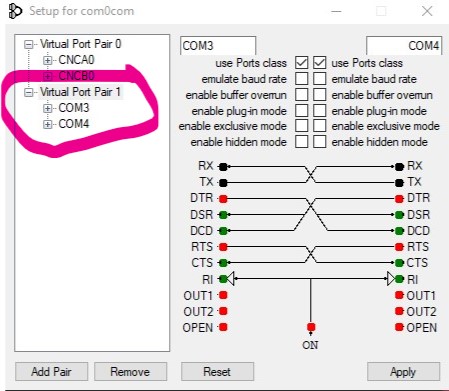 Setup for com0com
Virtual Port Pair 0
CNCA0
CNCB0
Virtual Port Pair 1
COM3
COM4
COM3 COM4
use Ports class use Ports class
emulate baud rate emulate baud rate
enable buffer overrun enable buffer overrun
enable plug-in mode enable plug-in mode
enable exclusive mode enable exclusive mode
enable hidden mode enable hidden mode
RX RX
TX TX
DTR DTR
DSR DSR
DCD DCD
RTS RTS
CTS CTS
RI RI
OUT1 OUT1
OUT2 OUT2
OPEN OPEN
ON
Add Pair Remove Reset Apply